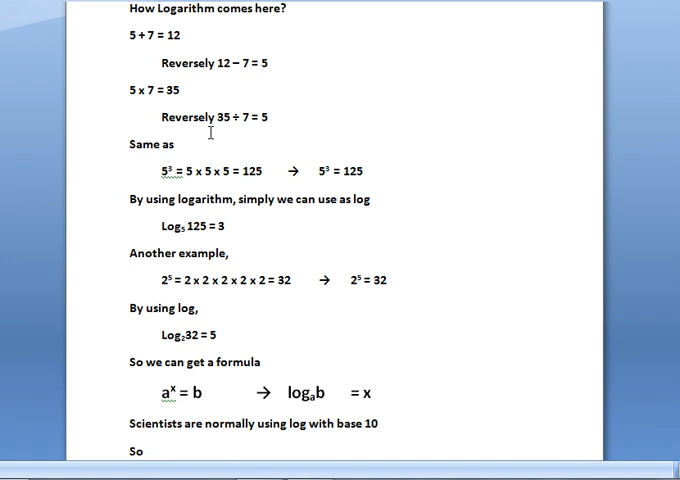 How Logarithm comes here?
5 + 7 = 12
Reversely 12 – 7 = 5
5 x 7 = 35
Reversely 35 ÷ 7 = 5
Same as
5³ = 5 x 5 x 5 = 125 → 5³ = 125
By using logarithm, simply we can use as log
Log₅ 125 = 3
Another example,
2⁵ = 2 x 2 x 2 x 2 x 2 = 32 → 2⁵ = 32
By using log,
Log₂32 = 5
So we can get a formula
aˣ = b → logₐb = x
Scientists are normally using log with base 10
So